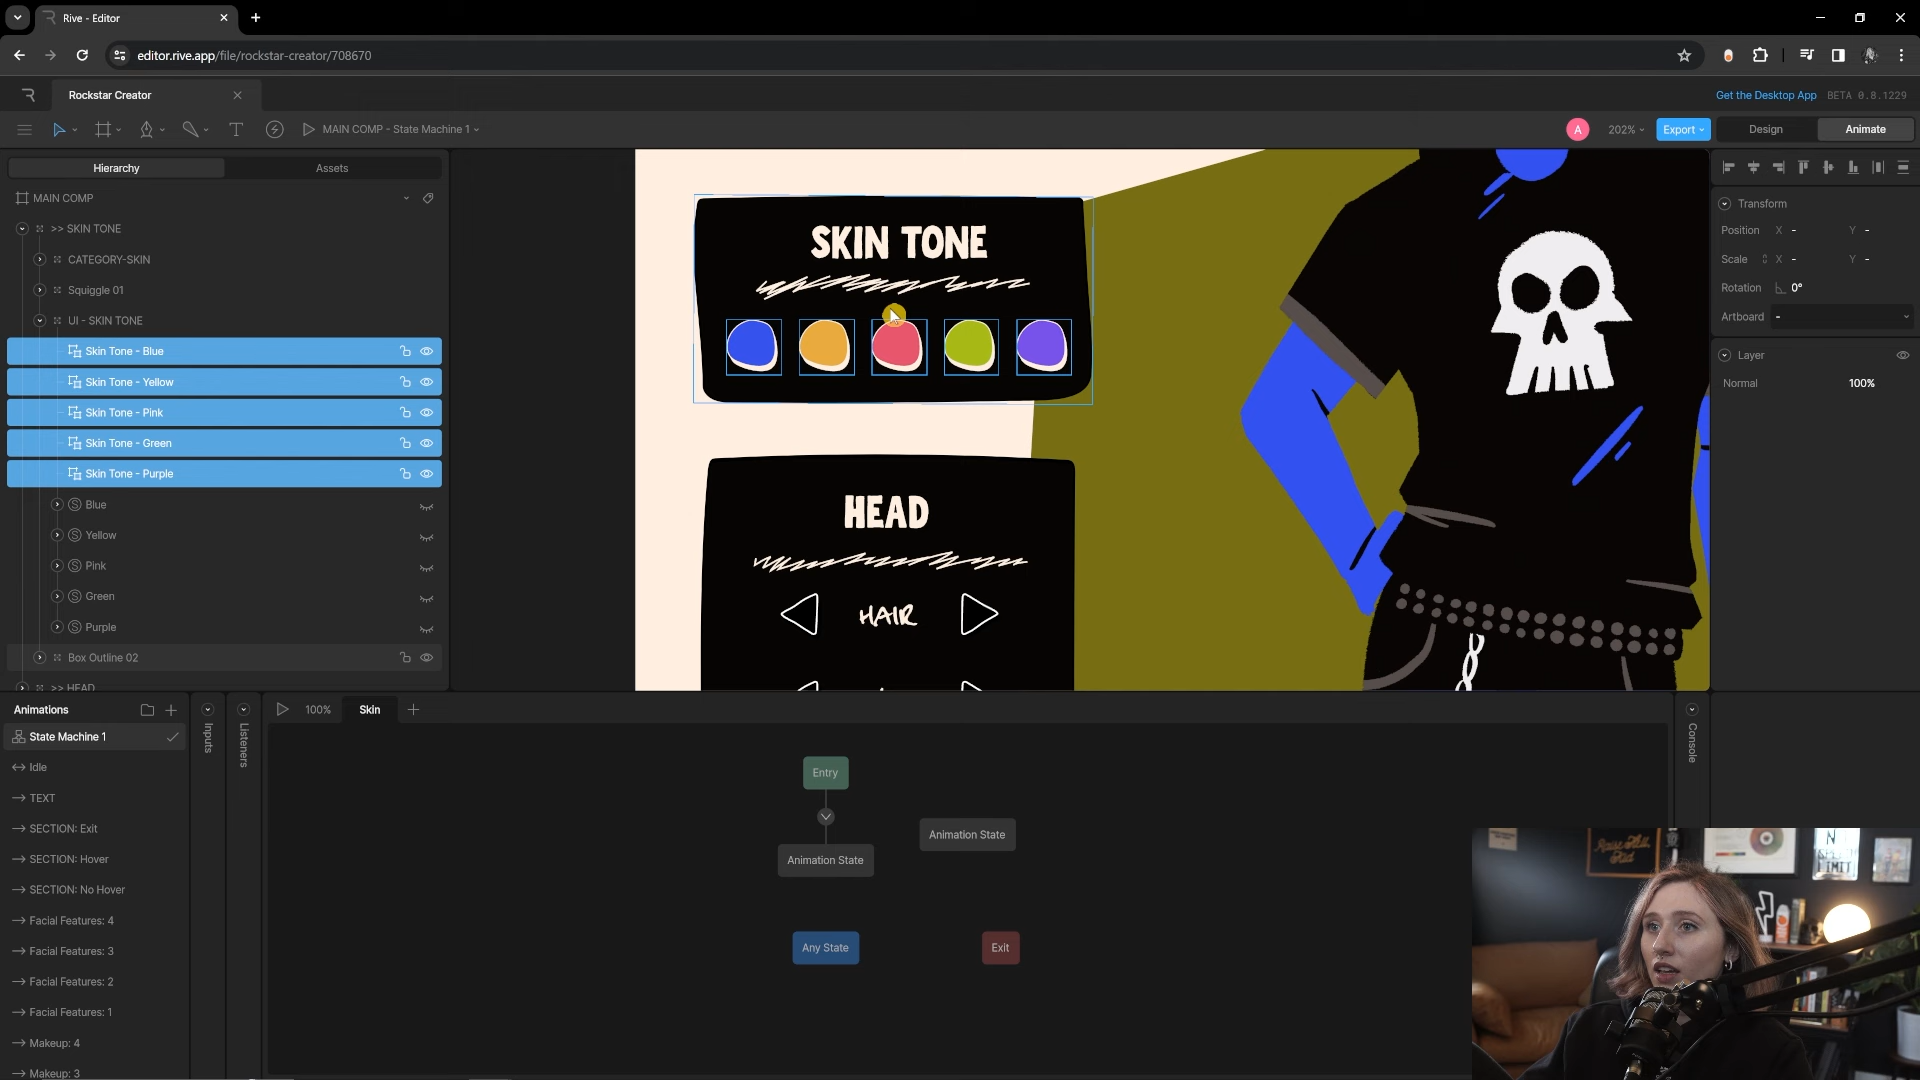 Rive - Editor
editor.rive.app/file/rockstar-creator/708670
Rockstar Creator
Get the Desktop App
BETA 0.8.1229
MAIN COMP - State Machine 1
A
202%
Export
Design
Animate
Hierarchy
Assets
MAIN COMP
>> SKIN TONE
CATEGORY-SKIN
Squiggle 01
UI - SKIN TONE
Skin Tone - Blue
Skin Tone - Yellow
Skin Tone - Pink
Skin Tone - Green
Skin Tone - Purple
Blue
Yellow
Pink
Green
Purple
Box Outline 02
>> HEAD
SKIN TONE
HEAD
HAIR
Transform
Position X - Y -
Scale X - Y -
Rotation 0°
Artboard -
Layer
Normal 100%
Animations
State Machine 1
Idle
TEXT
SECTION: Exit
SECTION: Hover
SECTION: No Hover
Facial Features: 4
Facial Features: 3
Facial Features: 2
Facial Features: 1
Makeup: 4
Makeup: 3
Inputs
Listeners
100%
Skin
Entry
Animation State
Animation State
Any State
Exit
Console